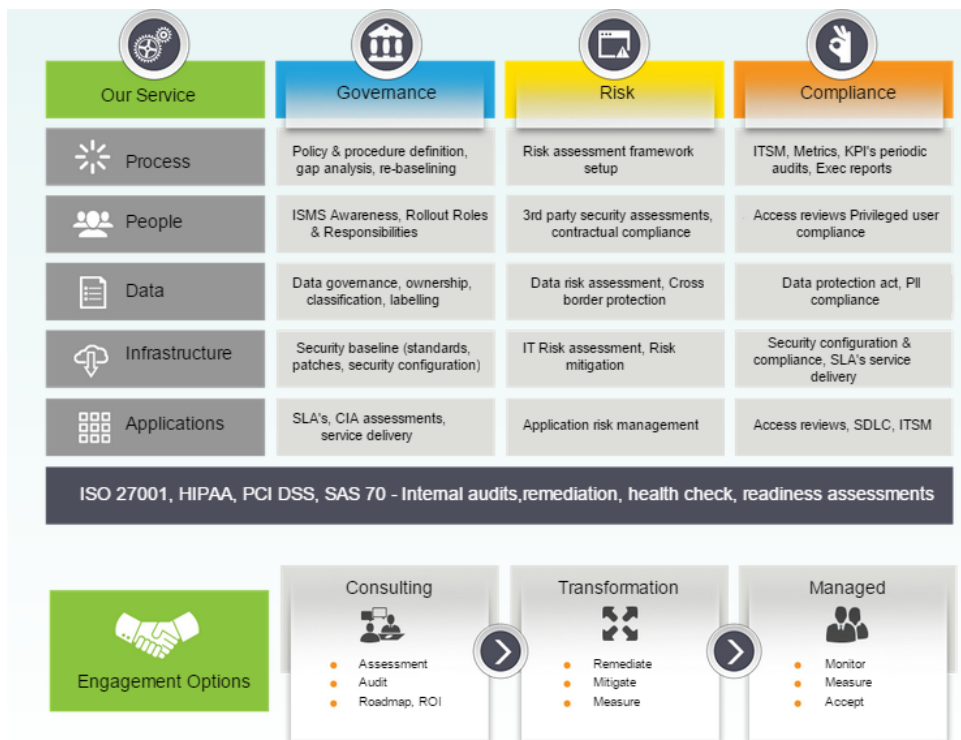 Our Service
Governance
Risk
Compliance
Process
Policy & procedure definition,
gap analysis, re-baselining
Risk assessment framework
setup
ITSM, Metrics, KPI's periodic
audits, Exec reports
People
ISMS Awareness, Rollout Roles
& Responsibilities
3rd party security assessments,
contractual compliance
Access reviews Privileged user
compliance
Data
Data governance, ownership,
classification, labelling
Data risk assessment, Cross
border protection
Data protection act, PII
compliance
Infrastructure
Security baseline (standards,
patches, security configuration)
IT Risk assessment, Risk
mitigation
Security configuration &
compliance, SLA's service
delivery
Applications
SLA's, CIA assessments,
service delivery
Application risk management
Access reviews, SDLC, ITSM
ISO 27001, HIPAA, PCI DSS, SAS 70 - Internal audits,remediation, health check, readiness assessments
Engagement Options
Consulting
Assessment
Audit
Roadmap, ROI
Transformation
Remediate
Mitigate
Measure
Managed
Monitor
Measure
Accept